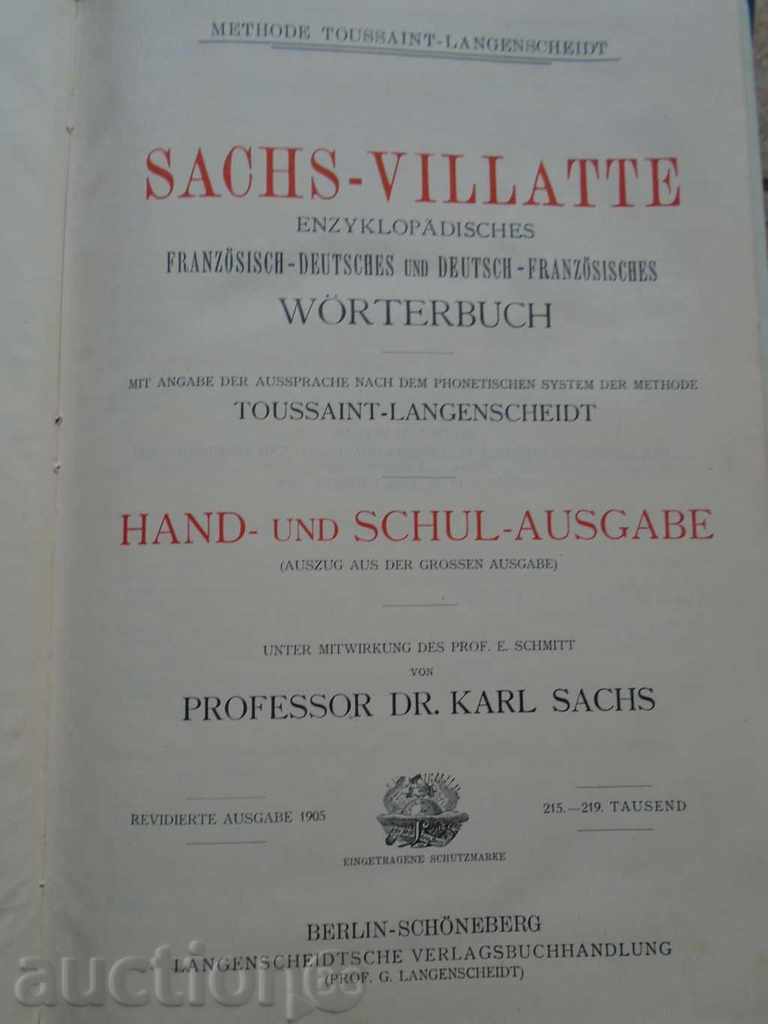 METHODE TOUSSAINT-LANGENSCHEIDT
SACHS-VILLATTE
ENZYKLOPÄDISCHES
FRANZÖSISCH-DEUTSCHES UND DEUTSCH-FRANZÖSISCHES
WÖRTERBUCH
MIT ANGABE DER AUSSPRACHE NACH DEM PHONETISCHEN SYSTEM DER METHODE
TOUSSAINT-LANGENSCHEIDT
HAND- UND SCHUL-AUSGABE
(AUSZUG AUS DER GROSSEN AUSGABE)
UNTER MITWIRKUNG DES PROF. E. SCHMITT
VON
PROFESSOR DR. KARL SACHS
REVIDIERTE AUSGABE 1905
215.—219. TAUSEND
EINGETRAGENE SCHUTZMARKE
BERLIN-SCHÖNEBERG
LANGENSCHEIDTSCHE VERLAGSBUCHHANDLUNG
(PROF. G. LANGENSCHEIDT)